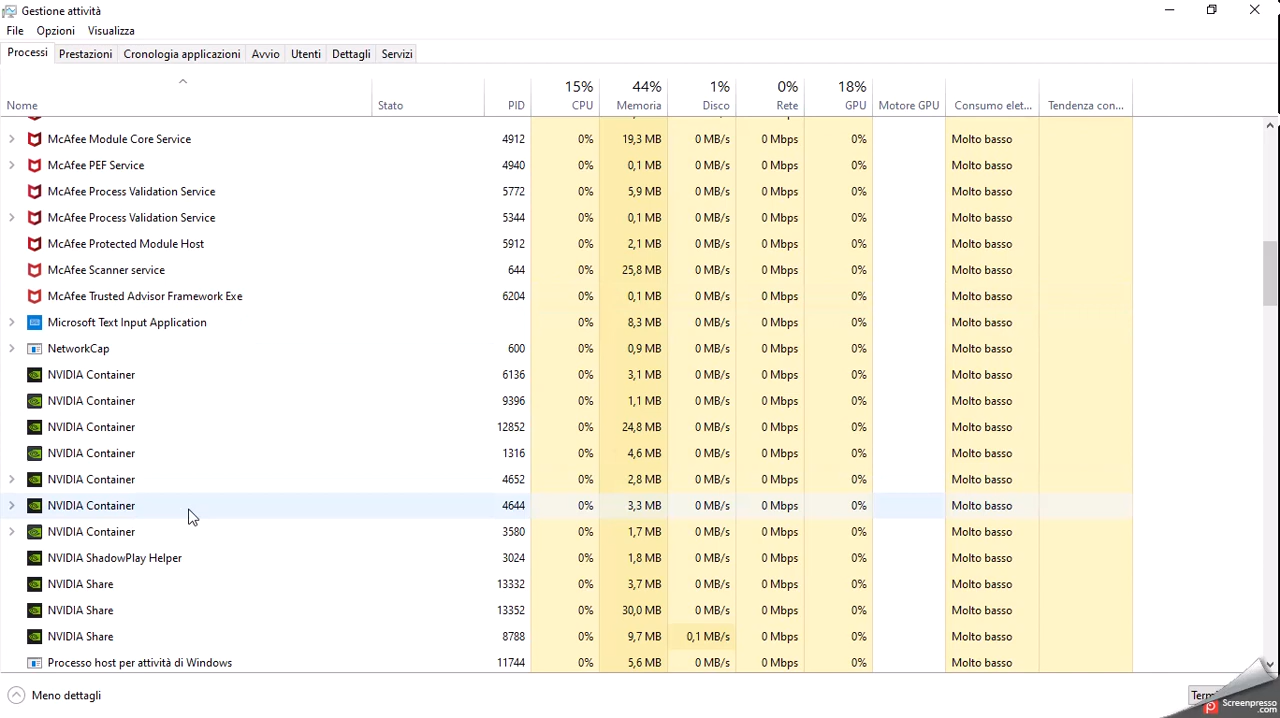 Gestione attività
File Opzioni Visualizza
Processi Prestazioni Cronologia applicazioni Avvio Utenti Dettagli Servizi
15% 44% 1% 0% 18%
Nome Stato PID CPU Memoria Disco Rete GPU Motore GPU Consumo elet... Tendenza con...
McAfee Module Core Service 4912 0% 19,3 MB 0 MB/s 0 Mbps 0% Molto basso
McAfee PEF Service 4940 0% 0,1 MB 0 MB/s 0 Mbps 0% Molto basso
McAfee Process Validation Service 5772 0% 5,9 MB 0 MB/s 0 Mbps 0% Molto basso
McAfee Process Validation Service 5344 0% 0,1 MB 0 MB/s 0 Mbps 0% Molto basso
McAfee Protected Module Host 5912 0% 2,1 MB 0 MB/s 0 Mbps 0% Molto basso
McAfee Scanner service 644 0% 25,8 MB 0 MB/s 0 Mbps 0% Molto basso
McAfee Trusted Advisor Framework Exe 6204 0% 0,1 MB 0 MB/s 0 Mbps 0% Molto basso
Microsoft Text Input Application 0% 8,3 MB 0 MB/s 0 Mbps 0% Molto basso
NetworkCap 600 0% 0,9 MB 0 MB/s 0 Mbps 0% Molto basso
NVIDIA Container 6136 0% 3,1 MB 0 MB/s 0 Mbps 0% Molto basso
NVIDIA Container 9396 0% 1,1 MB 0 MB/s 0 Mbps 0% Molto basso
NVIDIA Container 12852 0% 24,8 MB 0 MB/s 0 Mbps 0% Molto basso
NVIDIA Container 1316 0% 4,6 MB 0 MB/s 0 Mbps 0% Molto basso
NVIDIA Container 4652 0% 2,8 MB 0 MB/s 0 Mbps 0% Molto basso
NVIDIA Container 4644 0% 3,3 MB 0 MB/s 0 Mbps 0% Molto basso
NVIDIA Container 3580 0% 1,7 MB 0 MB/s 0 Mbps 0% Molto basso
NVIDIA ShadowPlay Helper 3024 0% 1,8 MB 0 MB/s 0 Mbps 0% Molto basso
NVIDIA Share 13332 0% 3,7 MB 0 MB/s 0 Mbps 0% Molto basso
NVIDIA Share 13352 0% 30,0 MB 0 MB/s 0 Mbps 0% Molto basso
NVIDIA Share 8788 0% 9,7 MB 0,1 MB/s 0 Mbps 0% Molto basso
Processo host per attività di Windows 11744 0% 5,6 MB 0 MB/s 0 Mbps 0% Molto basso
Meno dettagli
Screenpresso
.com